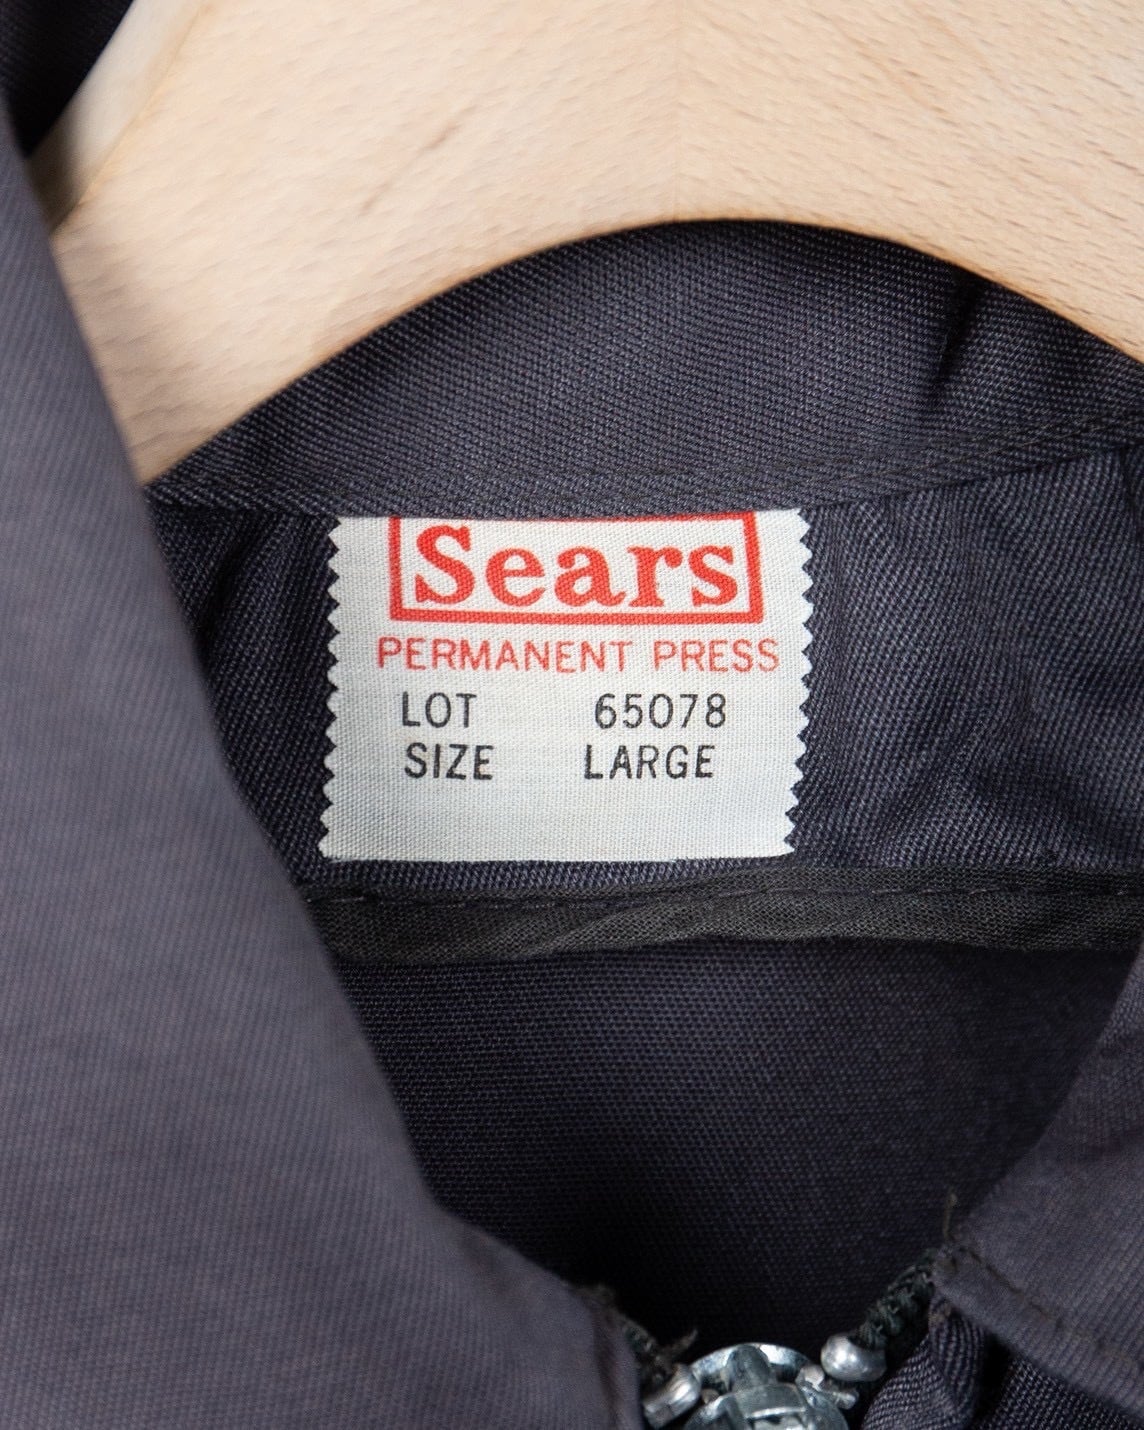 Sears
PERMANENT PRESS
LOT 65078
SIZE LARGE